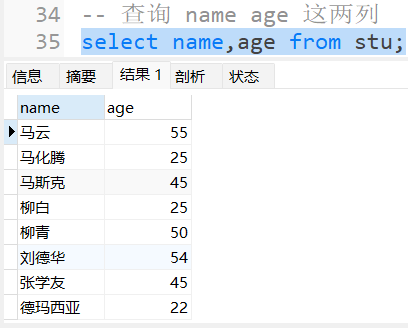 34 -- 查询 name age 这两列
35 select name,age from stu;
信息 摘要 结果 1 剖析 状态
name age
马云 55
马化腾 25
马斯克 45
柳白 25
柳青 50
刘德华 54
张学友 45
德玛西亚 22